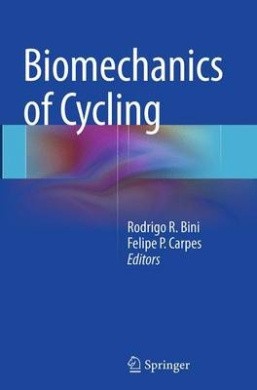 Biomechanics
of Cycling
Rodrigo R. Bini
Felipe P. Carpes
Editors
Springer